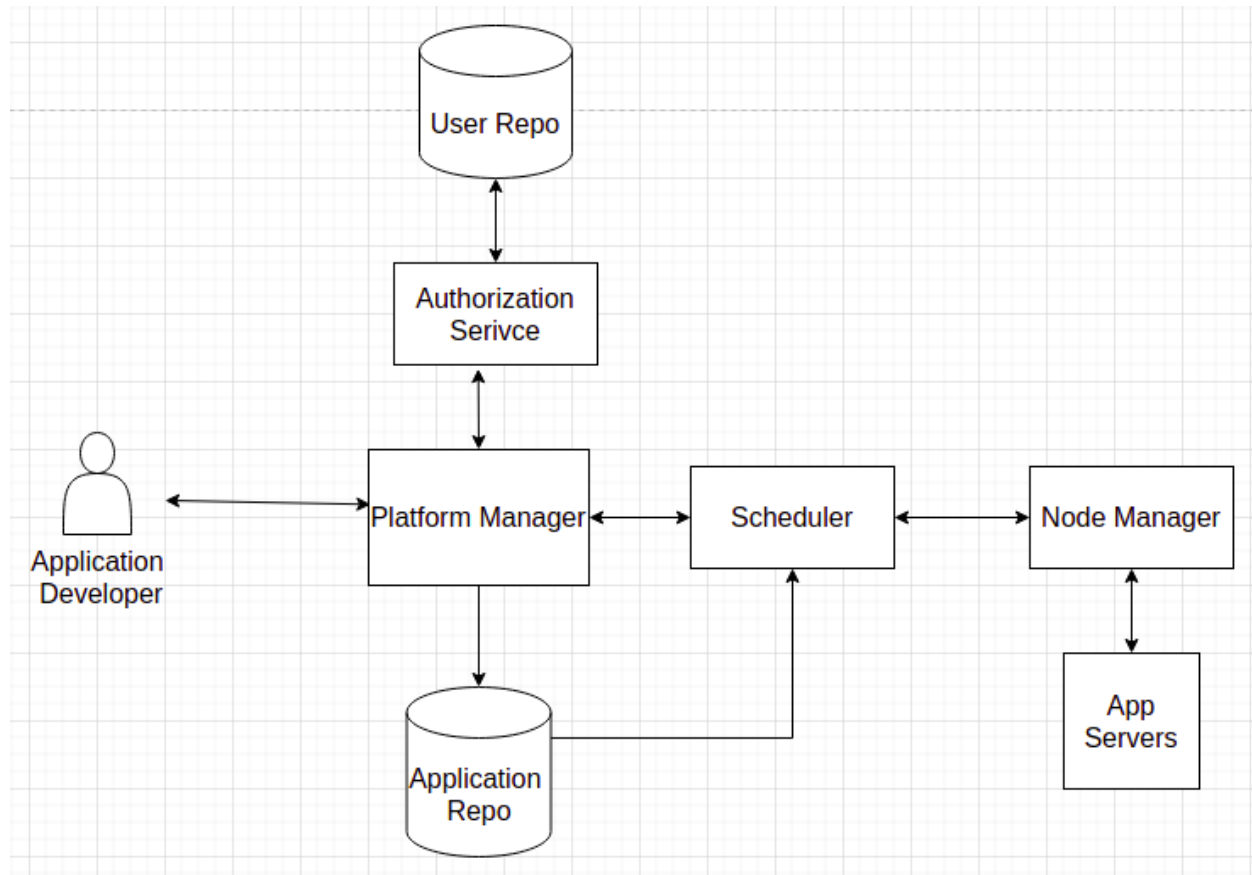 User Repo
Authorization
Serivce
Platform Manager
Scheduler
Node Manager
Application
Developer
App
Servers
Application
Repo